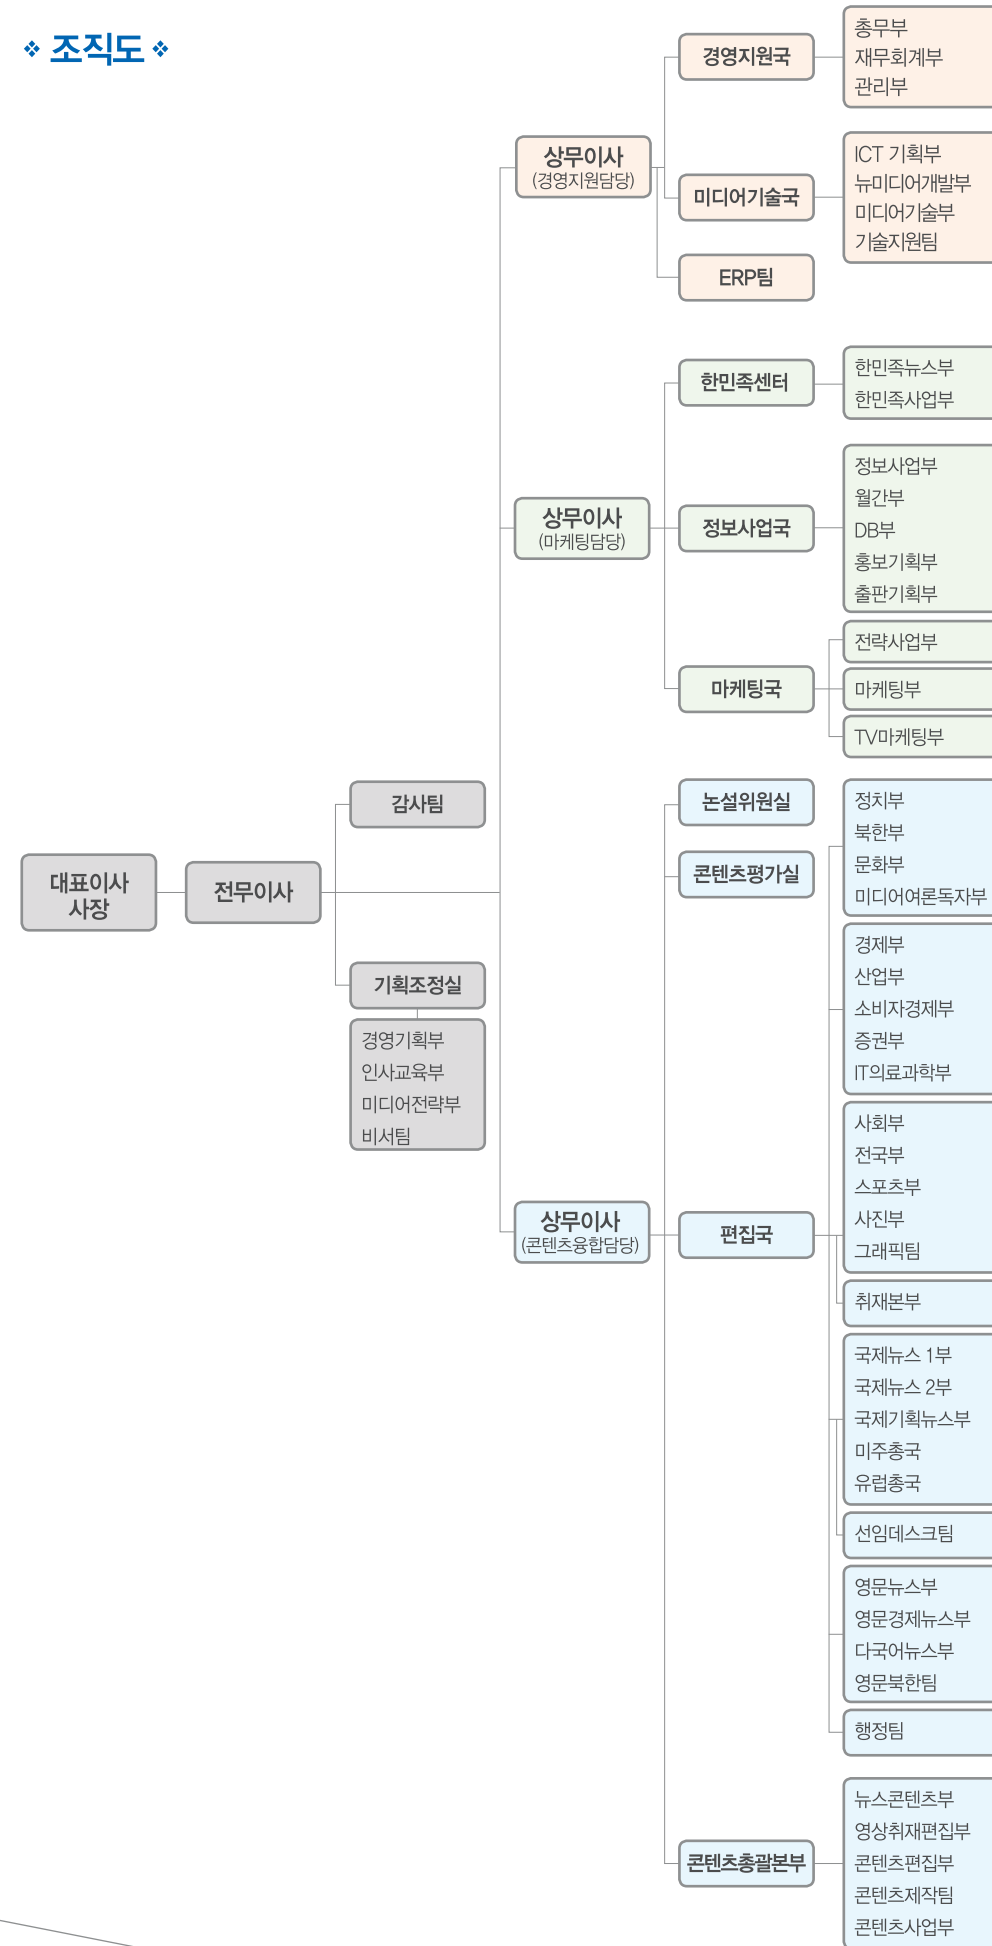 ❖ 조직도 ❖
대표이사
사장
전무이사
감사팀
기획조정실
경영기획부
인사교육부
미디어전략부
비서팀
상무이사
(경영지원담당)
경영지원국
총무부
재무회계부
관리부
미디어기술국
ICT 기획부
뉴미디어개발부
미디어기술부
기술지원팀
ERP팀
상무이사
(마케팅담당)
한민족센터
한민족뉴스부
한민족사업부
정보사업국
정보사업부
월간부
DB부
홍보기획부
출판기획부
마케팅국
전략사업부
마케팅부
TV마케팅부
상무이사
(콘텐츠융합담당)
논설위원실
콘텐츠평가실
편집국
정치부
북한부
문화부
미디어여론독자부
경제부
산업부
소비자경제부
증권부
IT의료과학부
사회부
전국부
스포츠부
사진부
그래픽팀
취재본부
국제뉴스 1부
국제뉴스 2부
국제기획뉴스부
미주총국
유럽총국
선임데스크팀
영문뉴스부
영문경제뉴스부
다국어뉴스부
영문북한팀
행정팀
콘텐츠총괄본부
뉴스콘텐츠부
영상취재편집부
콘텐츠편집부
콘텐츠제작팀
콘텐츠사업부